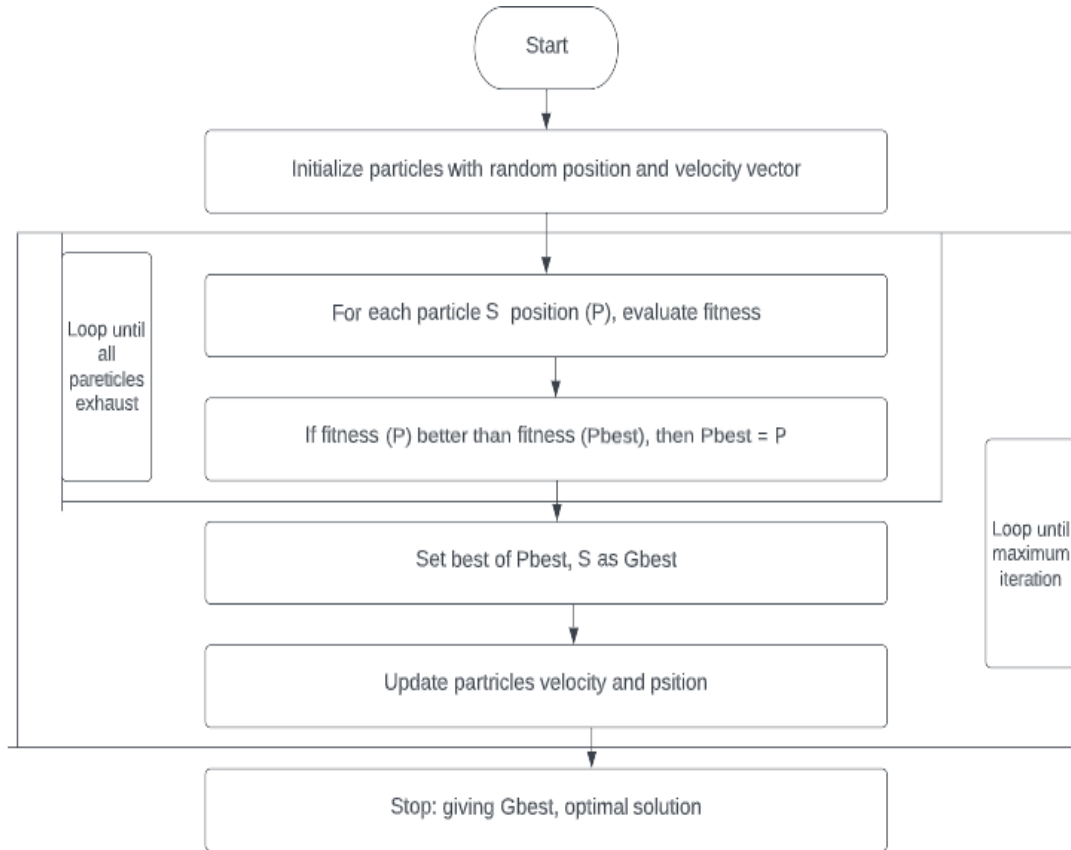 Start
Initialize particles with random position and velocity vector
For each particle S position (P), evaluate fitness
Loop until
all
pareticles
exhaust
If fitness (P) better than fitness (Pbest), then Pbest = P
Loop until
maximum
iteration
Set best of Pbest, S as Gbest
Update partricles velocity and psition
Stop: giving Gbest, optimal solution